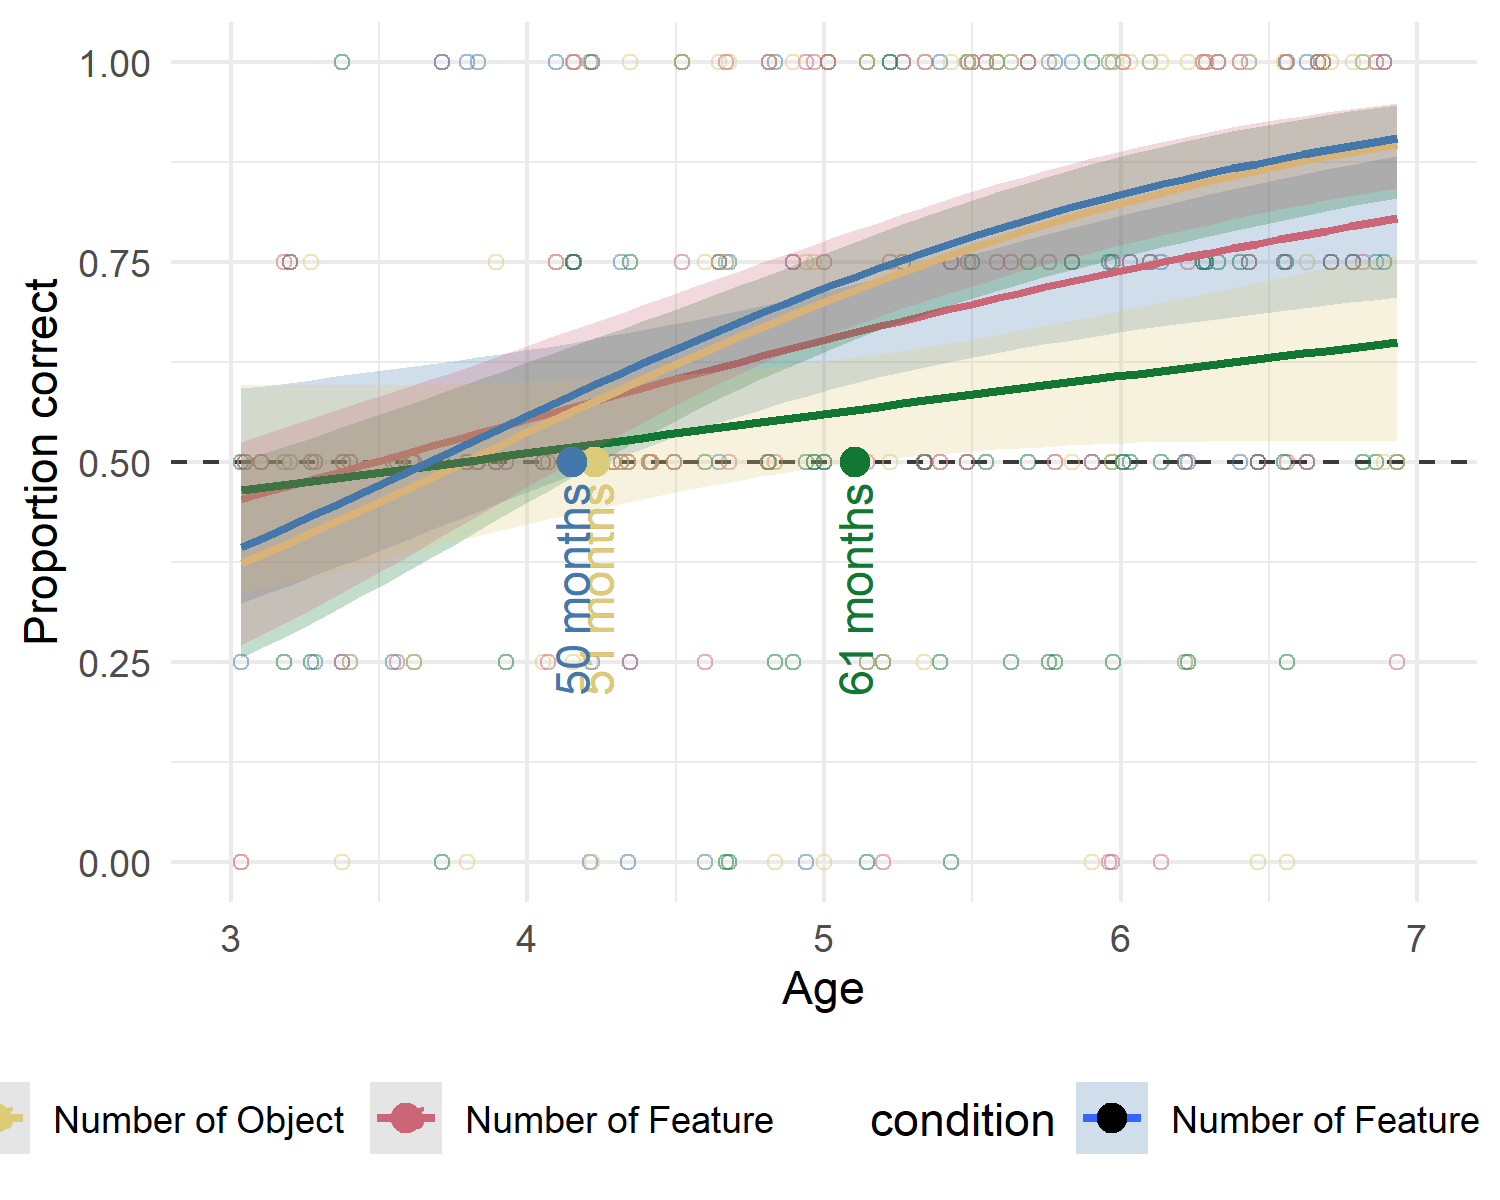 1.00
0.75
0.50
0.25
0.00
Proportion correct
50 months
51 months
61 months
3 4 5 6 7
Age
Number of Object
Number of Feature
condition
Number of Feature